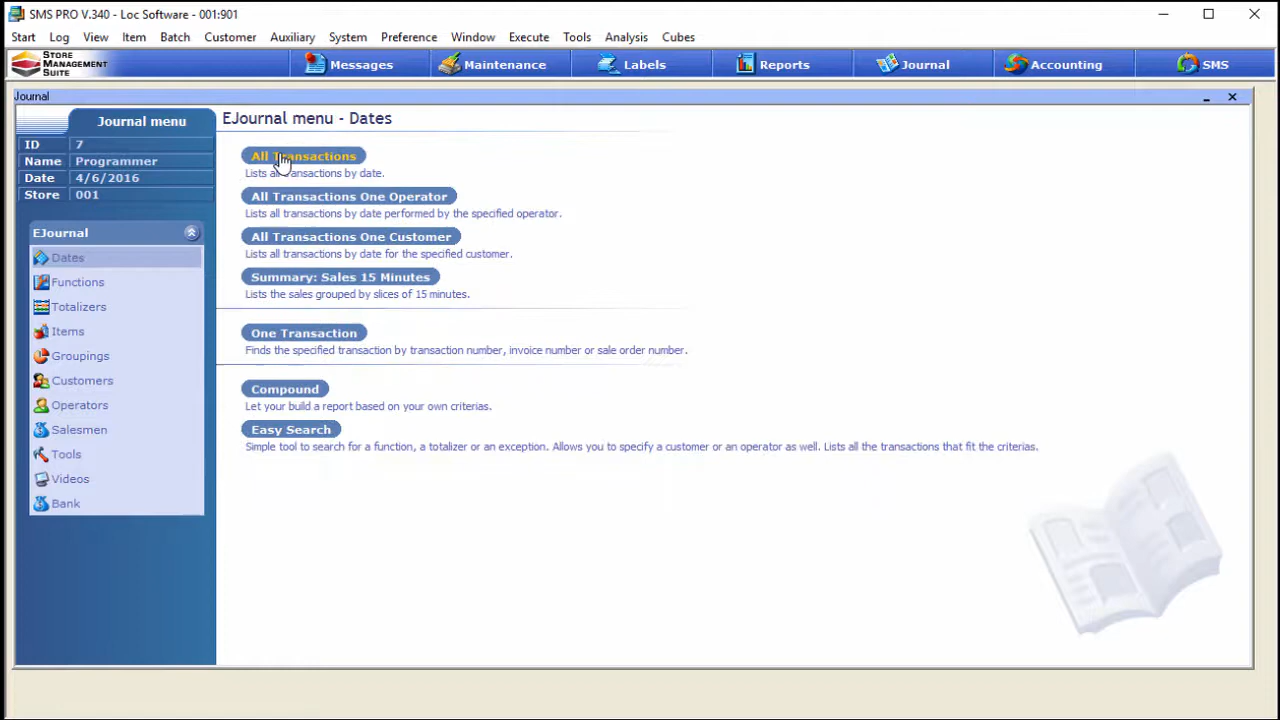 SMS PRO V.340 - Loc Software - 001:901
Start Log View Item Batch Customer Auxiliary System Preference Window Execute Tools Analysis Cubes
STORE
MANAGEMENT
SUITE
Messages Maintenance Labels Reports Journal Accounting SMS
Journal
Journal menu
ID 7
Name Programmer
Date 4/6/2016
Store 001
EJournal
Dates
Functions
Totalizers
Items
Groupings
Customers
Operators
Salesmen
Tools
Videos
Bank
EJournal menu - Dates
All Transactions
Lists all transactions by date.
All Transactions One Operator
Lists all transactions by date performed by the specified operator.
All Transactions One Customer
Lists all transactions by date for the specified customer.
Summary: Sales 15 Minutes
Lists the sales grouped by slices of 15 minutes.
One Transaction
Finds the specified transaction by transaction number, invoice number or sale order number.
Compound
Let your build a report based on your own criterias.
Easy Search
Simple tool to search for a function, a totalizer or an exception. Allows you to specify a customer or an operator as well. Lists all the transactions that fit the criterias.